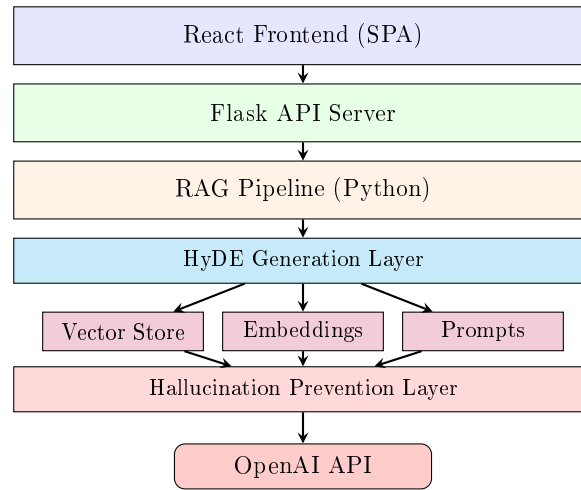 React Frontend (SPA)
Flask API Server
RAG Pipeline (Python)
HyDE Generation Layer
Vector Store
Embeddings
Prompts
Hallucination Prevention Layer
OpenAI API